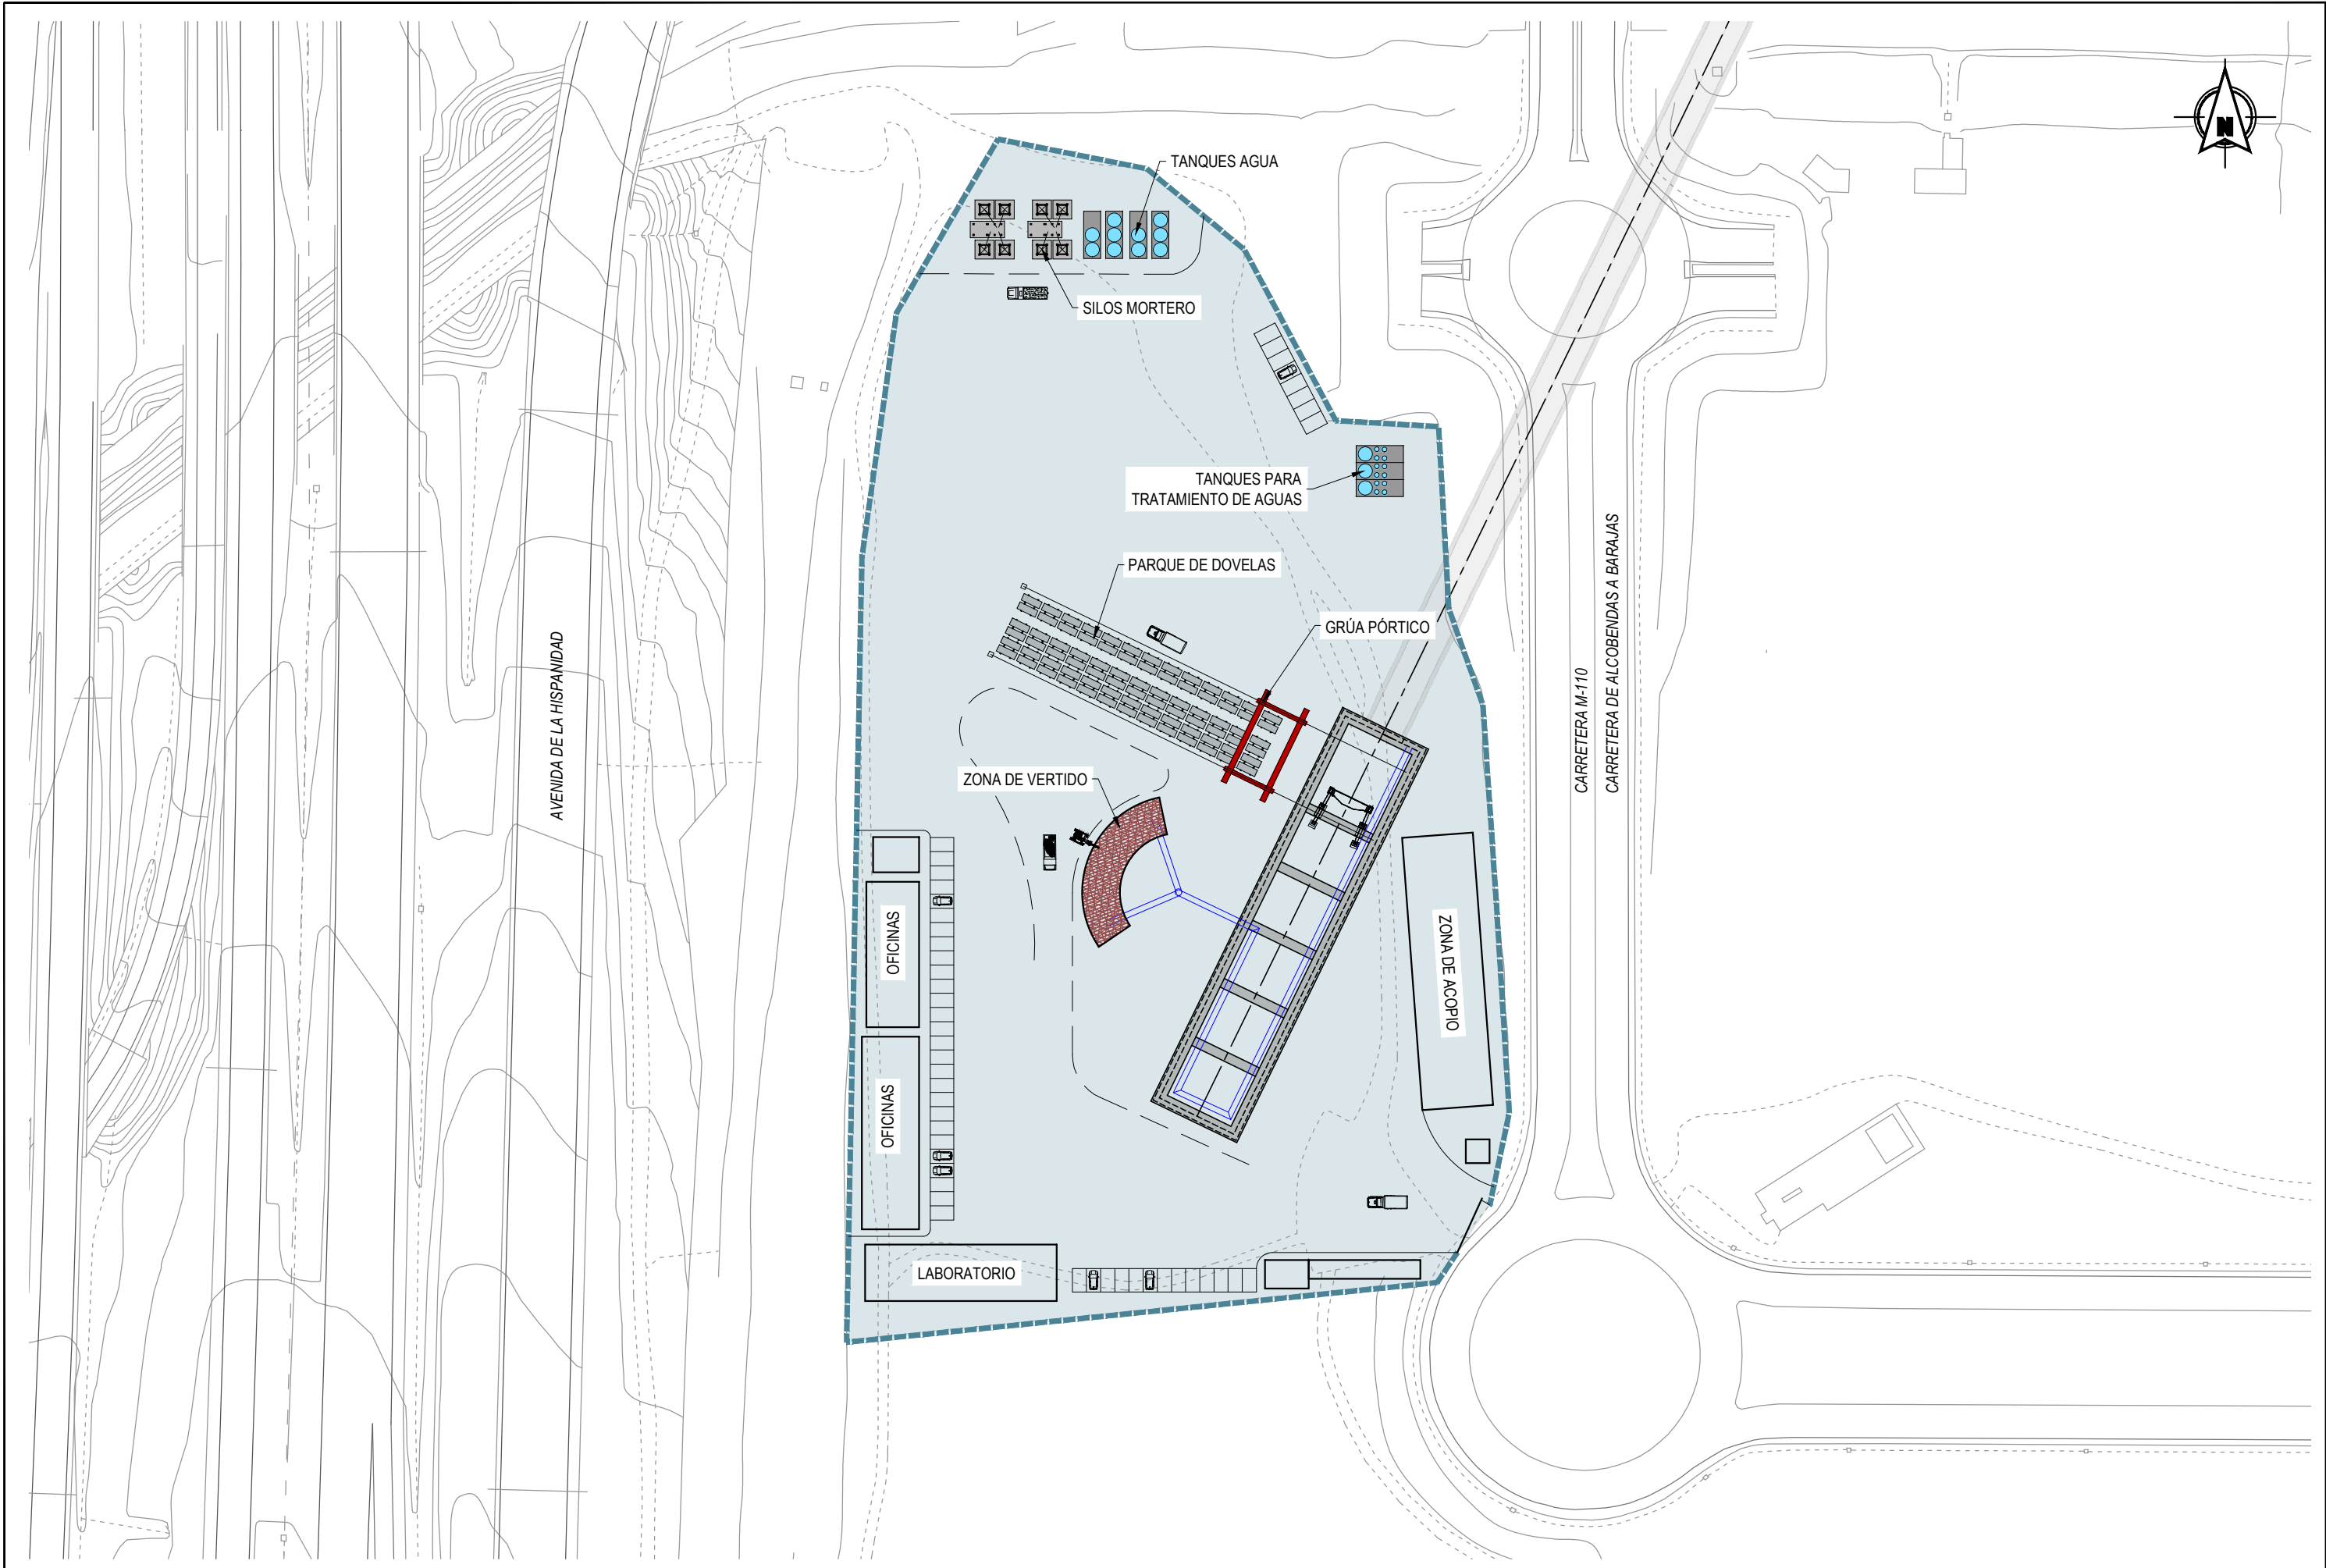 N
TANQUES AGUA
SILOS MORTERO
TANQUES PARA
TRATAMIENTO DE AGUAS
PARQUE DE DOVELAS
GRÚA PÓRTICO
ZONA DE VERTIDO
AVENIDA DE LA HISPANIDAD
CARRETERA M-110
CARRETERA DE ALCOBENDAS A BARAJAS
OFICINAS
ZONA DE ACOPIO
OFICINAS
LABORATORIO